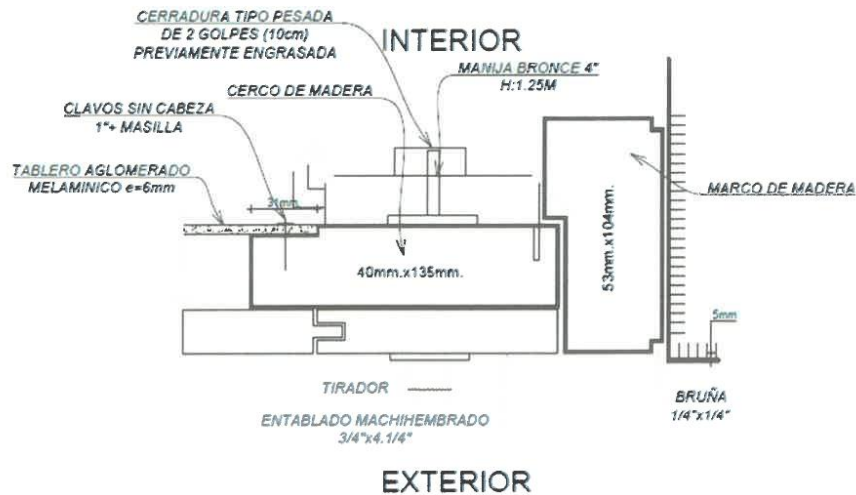 CERRADURA TIPO PESADA
DE 2 GOLPES (10cm)
PREVIAMENTE ENGRASADA
INTERIOR
MANIJA BRONCE 4"
H:1.25M
CERCO DE MADERA
CLAVOS SIN CABEZA
1"+ MASILLA
TABLERO AGLOMERADO
MELAMINICO e=6mm
31mm.
MARCO DE MADERA
40mm.x135mm.
53mm.x104mm.
5mm
TIRADOR
BRUÑA
1/4"x1/4"
ENTABLADO MACHIHEMBRADO
3/4"x4.1/4"
EXTERIOR